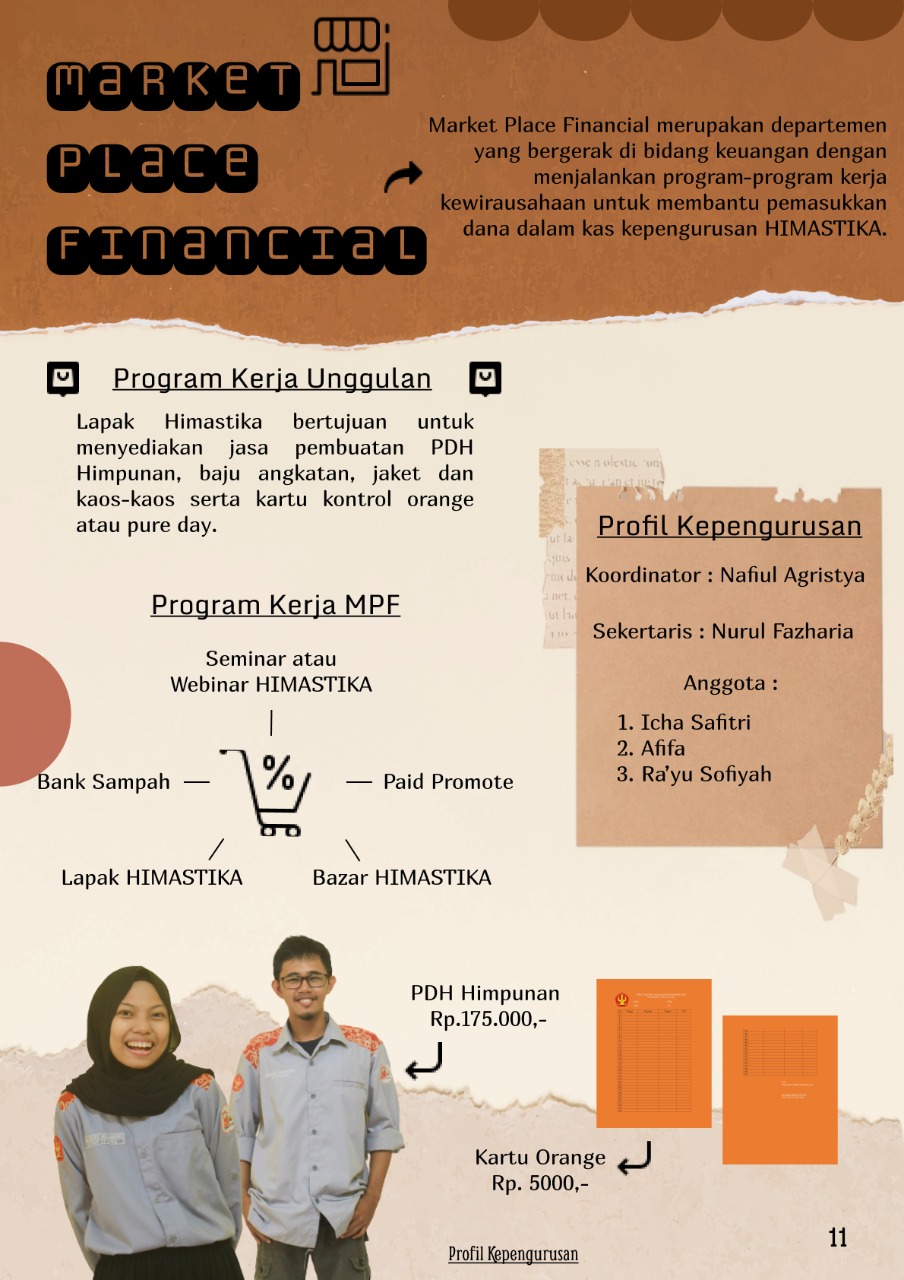 Market
Place
Financial
Market Place Financial merupakan departemen
yang bergerak di bidang keuangan dengan
menjalankan program-program kerja
kewirausahaan untuk membantu pemasukkan
dana dalam kas kepengurusan HIMASTIKA.
Program Kerja Unggulan
Lapak Himastika bertujuan untuk
menyediakan jasa pembuatan PDH
Himpunan, baju angkatan, jaket dan
kaos-kaos serta kartu kontrol orange
atau pure day.
Program Kerja MPF
Seminar atau
Webinar HIMASTIKA
Bank Sampah
%
Paid Promote
Lapak HIMASTIKA
Bazar HIMASTIKA
Profil Kepengurusan
Koordinator : Nafiul Agristya
Sekertaris : Nurul Fazharia
Anggota :
1. Icha Safitri
2. Afifa
3. Ra'yu Sofiyah
PDH Himpunan
Rp.175.000,-
Kartu Orange
Rp. 5000,-
Profil Kepengurusan
11